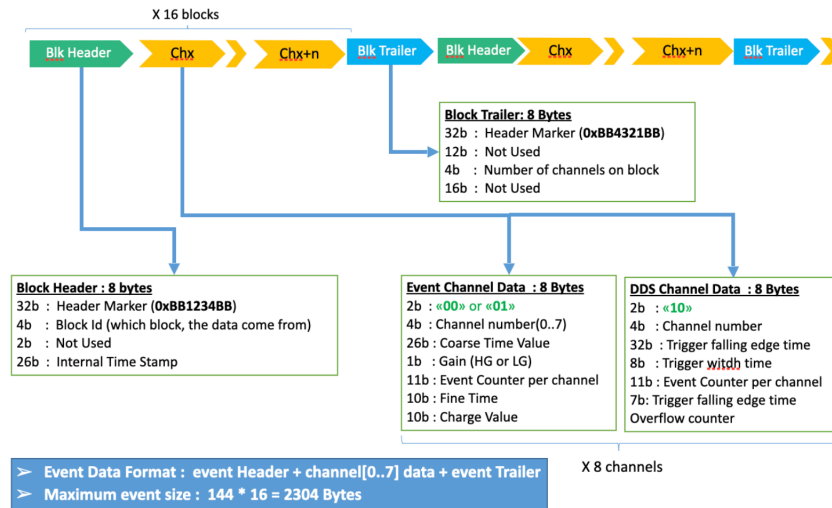 X 16 blocks
Blk Header
Chx
Chx+n
Blk Trailer
Blk Header
Chx
Chx+n
Blk Trailer
Block Trailer: 8 Bytes
32b : Header Marker (0xBB4321BB)
12b : Not Used
4b : Number of channels on block
16b : Not Used
Block Header : 8 bytes
32b : Header Marker (0xBB1234BB)
4b : Block Id (which block, the data come from)
2b : Not Used
26b : Internal Time Stamp
Event Channel Data : 8 Bytes
2b : «00» or «01»
4b : Channel number(0..7)
26b : Coarse Time Value
1b : Gain (HG or LG)
11b : Event Counter per channel
10b : Fine Time
10b : Charge Value
DDS Channel Data : 8 Bytes
2b : «10»
4b : Channel number
32b : Trigger falling edge time
8b : Trigger witdh time
11b : Event Counter per channel
7b: Trigger falling edge time
Overflow counter
X 8 channels
➢ Event Data Format : event Header + channel[0..7] data + event Trailer
➢ Maximum event size : 144 * 16 = 2304 Bytes